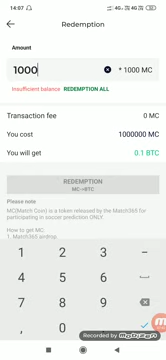 14:07
4G 4G 71
Redemption
Amount
1000 * 1000 MC
Insufficient balance REDEMPTION ALL
Transaction fee 0 MC
You cost 1000000 MC
You will get 0.1 BTC
REDEMPTION
MC->BTC
Please note
MC(Match Coin) is a token released by the Match365 for
participating in soccer prediction ONLY.
How to get MC:
1. Match365 airdrop
1 2 3 −
4 5 6
7 8 9
, 0
Recorded by